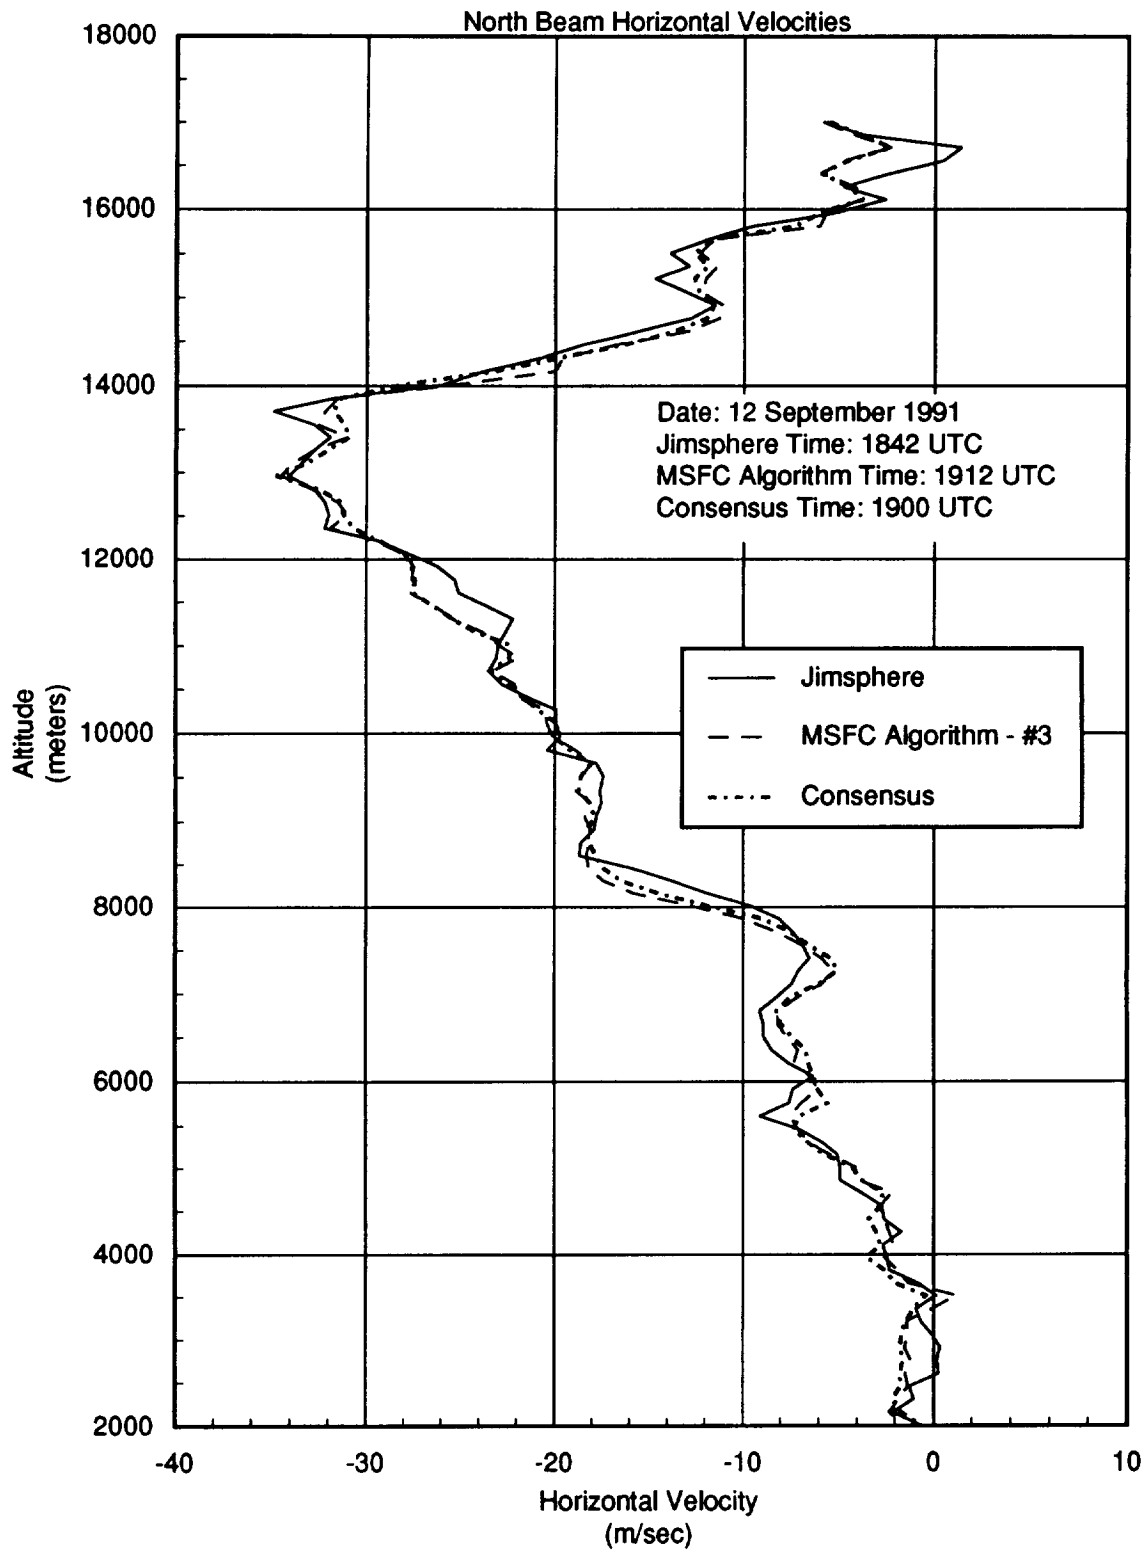 North Beam Horizontal Velocities
18000
16000
14000
Date: 12 September 1991
Jimsphere Time: 1842 UTC
MSFC Algorithm Time: 1912 UTC
Consensus Time: 1900 UTC
12000
Jimsphere
Altitude
(meters)
10000
MSFC Algorithm - #3
Consensus
8000
6000
4000
2000
-40
-30
-20
-10
0
10
Horizontal Velocity
(m/sec)